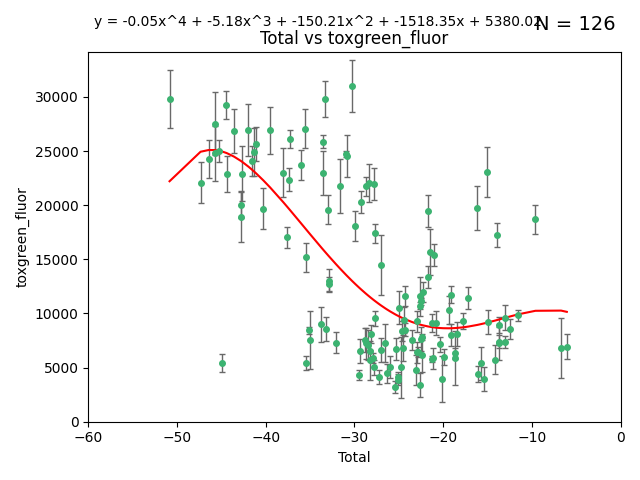 y = -0.05x^4 + -5.18x^3 + -150.21x^2 + -1518.35x + 5380.02
N = 126
Total vs toxgreen_fluor
30000
25000
20000
15000
10000
5000
0
toxgreen_fluor
−60 −50 −40 −30 −20 −10 0
Total